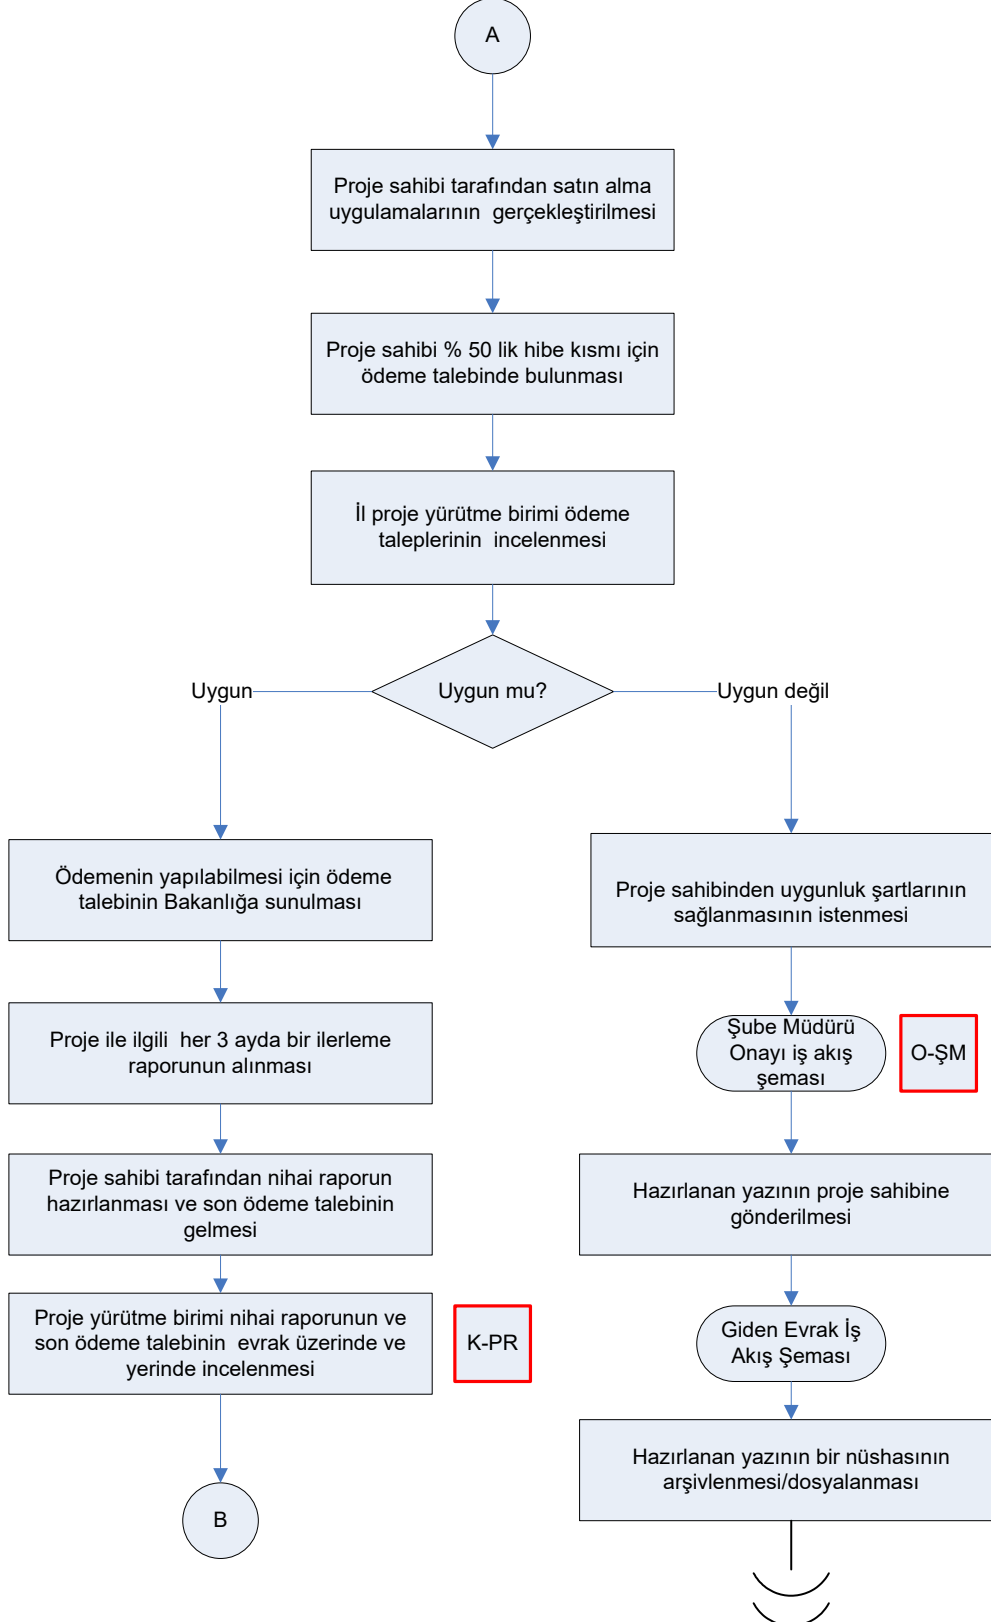 A
Proje sahibi tarafından satın alma
uygulamalarının gerçekleştirilmesi
Proje sahibi % 50 lik hibe kısmı için
ödeme talebinde bulunması
İl proje yürütme birimi ödeme
taleplerinin incelenmesi
Uygun mu?
Uygun
Uygun değil
Ödemenin yapılabilmesi için ödeme
talebinin Bakanlığa sunulması
Proje ile ilgili her 3 ayda bir ilerleme
raporunun alınması
Proje sahibi tarafından nihai raporun
hazırlanması ve son ödeme talebinin
gelmesi
Proje yürütme birimi nihai raporunun ve
son ödeme talebinin evrak üzerinde ve
yerinde incelenmesi
K-PR
B
Proje sahibinden uygunluk şartlarının
sağlanmasının istenmesi
Şube Müdürü
Onayı iş akış
şeması
O-ŞM
Hazırlanan yazının proje sahibine
gönderilmesi
Giden Evrak İş
Akış Şeması
Hazırlanan yazının bir nüshasının
arşivlenmesi/dosyalanması